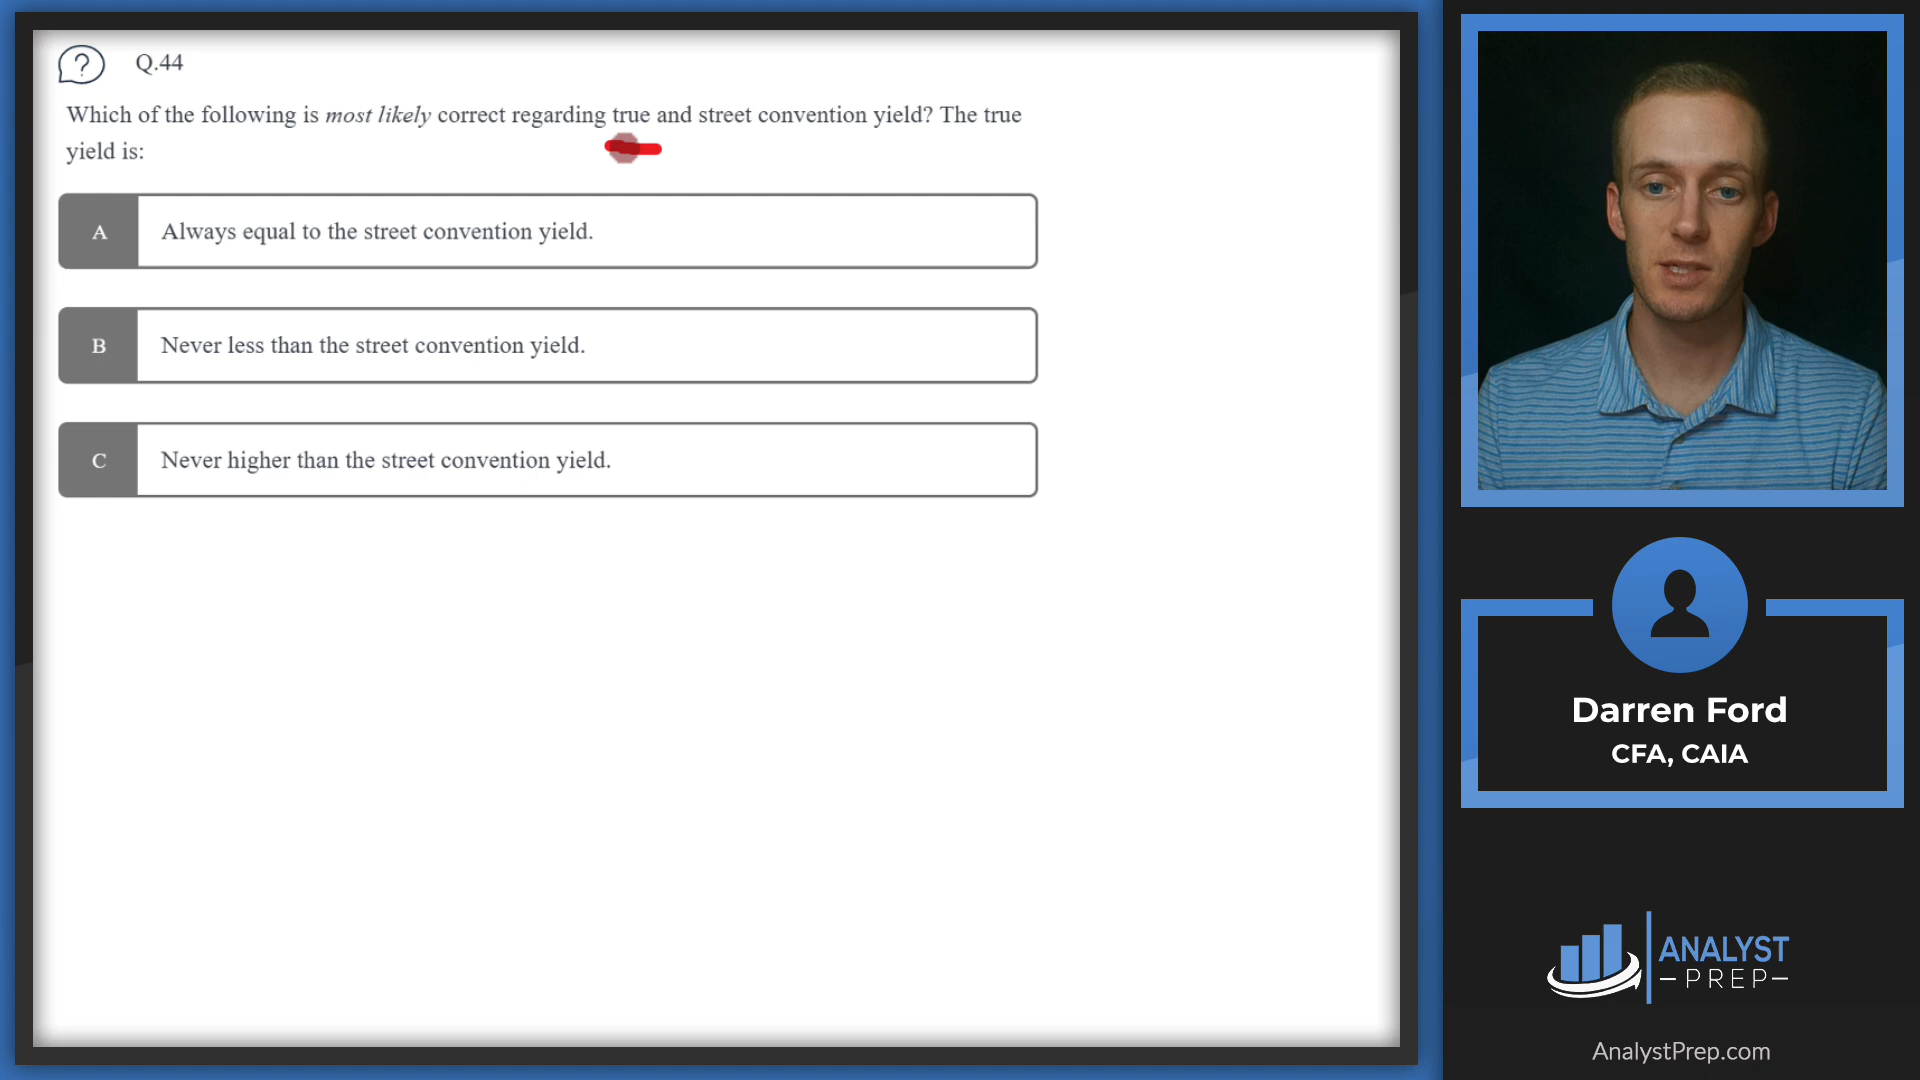 ?
Q.44
Which of the following is most likely correct regarding true and street convention yield? The true
yield is:
A
Always equal to the street convention yield.
B
Never less than the street convention yield.
C
Never higher than the street convention yield.
Darren Ford
CFA, CAIA
ANALYST
PREP
AnalystPrep.com